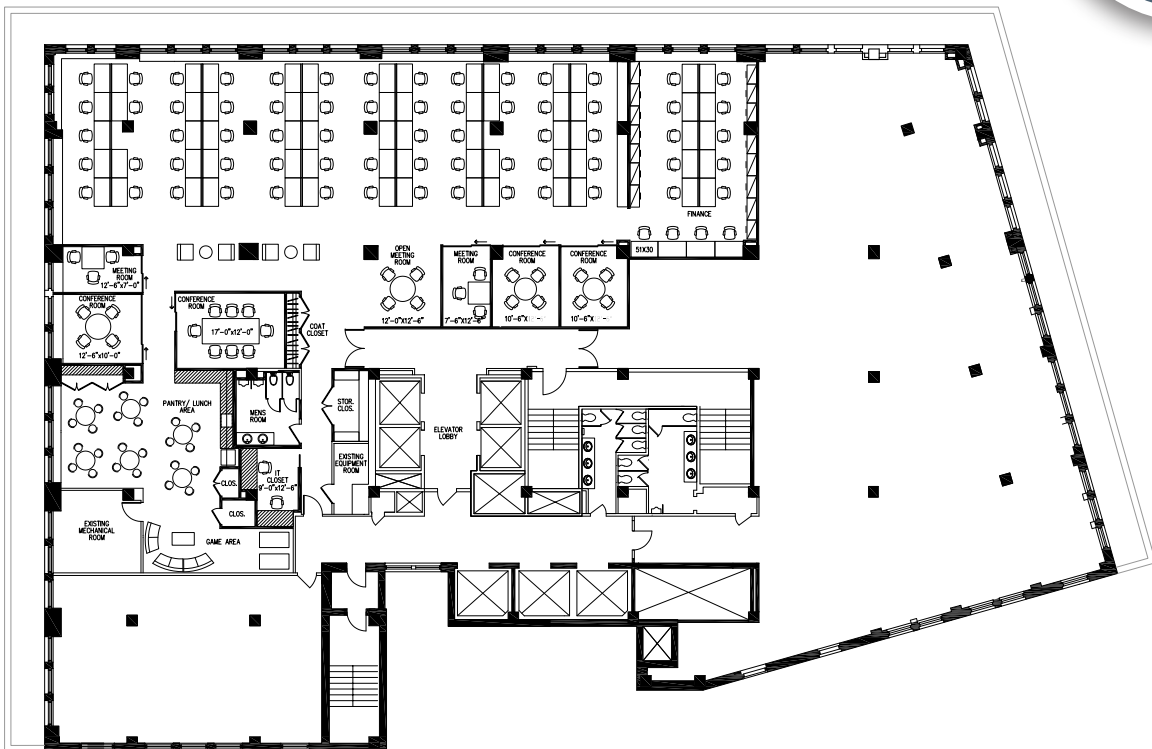 FINANCE
51X30
OPEN
MEETING
ROOM
12'-0"X12'-6"
MEETING
ROOM
7'-6"X12'-6"
CONFERENCE
ROOM
10'-6"X
CONFERENCE
ROOM
10'-6"X
MEETING
ROOM
12'-6"x7'-0"
CONFERENCE
ROOM
12'-6"x10'-0"
CONFERENCE
ROOM
17'-0"x12'-0"
COAT
CLOSET
PANTRY/ LUNCH
AREA
MENS
ROOM
STOR.
CLOS.
ELEVATOR
LOBBY
EXISTING
EQUIPMENT
ROOM
IT
CLOSET
9'-0"x12'-6"
CLOS.
CLOS.
EXISTING
MECHANICAL
ROOM
GAME AREA